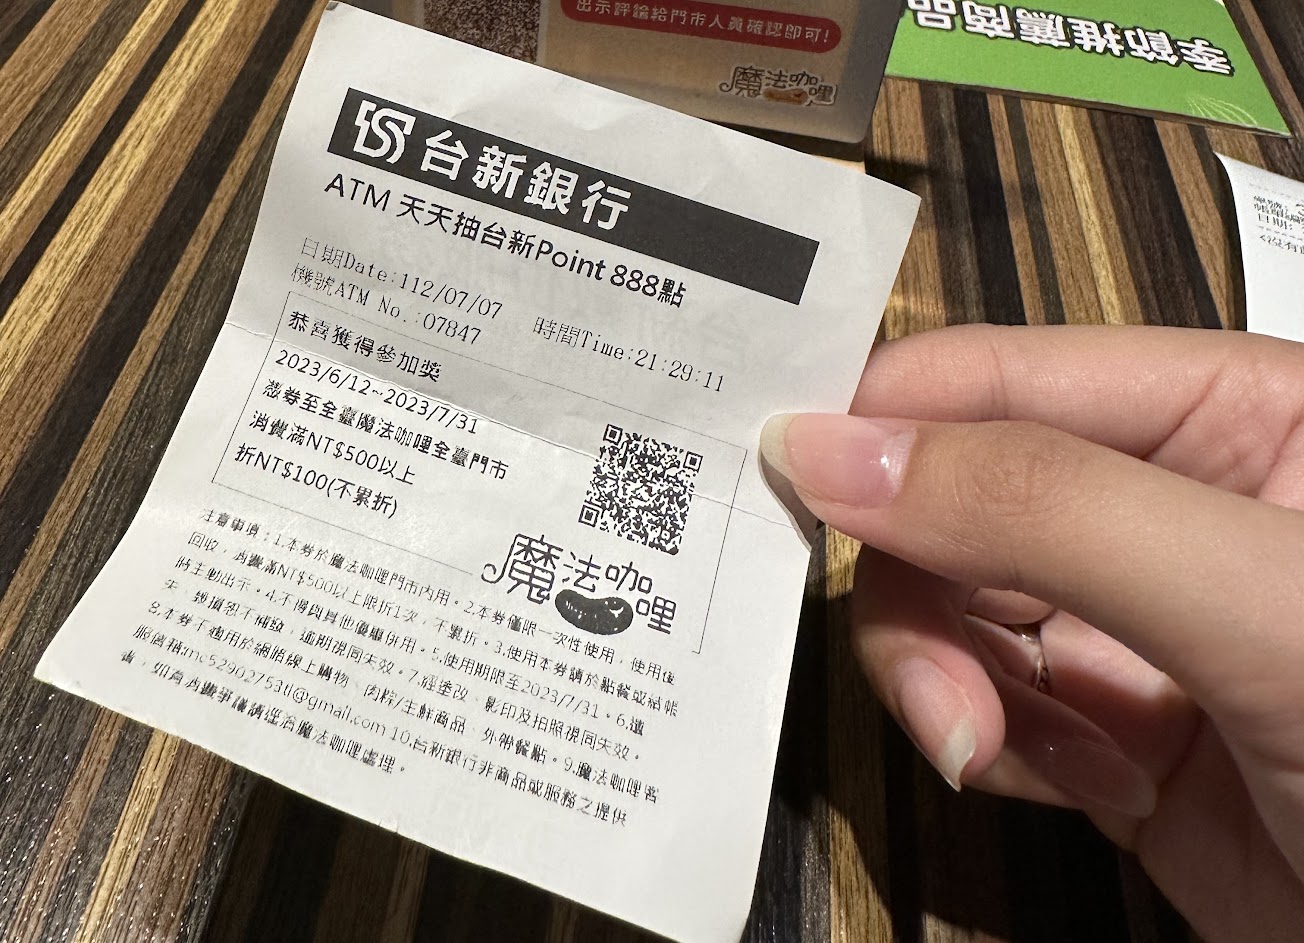 出示評論給門市人員確認即可!
魔法咖哩
季節推薦商品
台新銀行
ATM 天天抽台新Point 888點
日期Date:112/07/07 時間Time:21:29:11
機號ATM No.:07847
恭喜獲得參加獎
2023/6/12~2023/7/31
憑券至全臺魔法咖哩全臺門市
消費滿NT$500以上
折NT$100(不累折)
魔法咖哩
注意事項：1.本券於魔法咖哩門市內用。2.本券僅限一次性使用，使用後
回收，消費滿NT$500以上限折1次，不累折。3.使用本券請於點餐或結帳
時主動出示。4.不得與其他優惠併用。5.使用期限至2023/7/31。6.遺
失、毀損恕不補發，逾期視同失效。7.經塗改、影印及拍照視同失效。
8.本券不適用於網路線上購物、肉粽/生鮮商品、外帶餐點。9.魔法咖哩客
服信箱:mc52962753tl@gmail.com 10.台新銀行非商品或服務之提供
者，如有消費爭議請逕洽魔法咖哩處理。